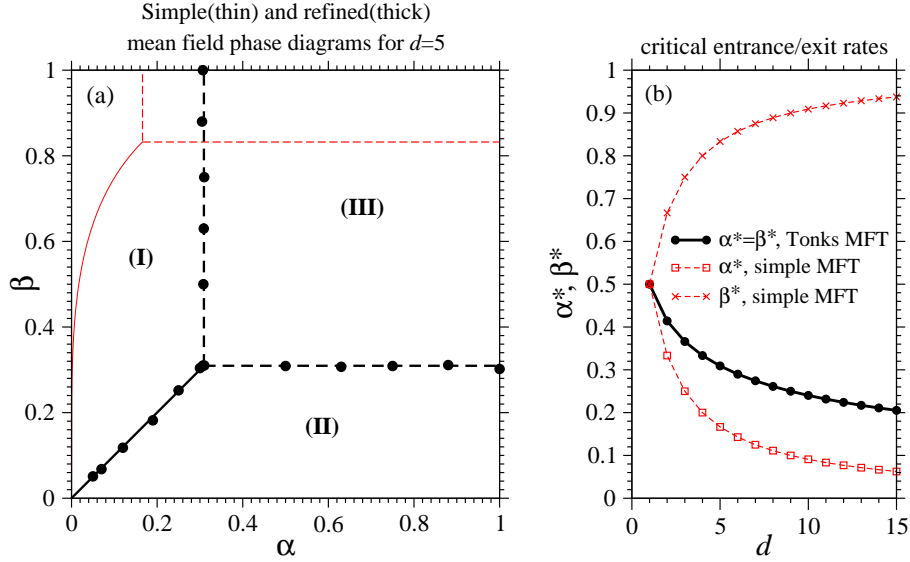 Simple(thin) and refined(thick)
mean field phase diagrams for d=5
critical entrance/exit rates
(a)
(I)
(II)
(III)
β
1
0.8
0.6
0.4
0.2
0
0 0.2 0.4 0.6 0.8 1
α
(b)
α*, β*
1
0.9
0.8
0.7
0.6
0.5
0.4
0.3
0.2
0.1
0
α*=β*, Tonks MFT
α*, simple MFT
β*, simple MFT
0 5 10 15
d